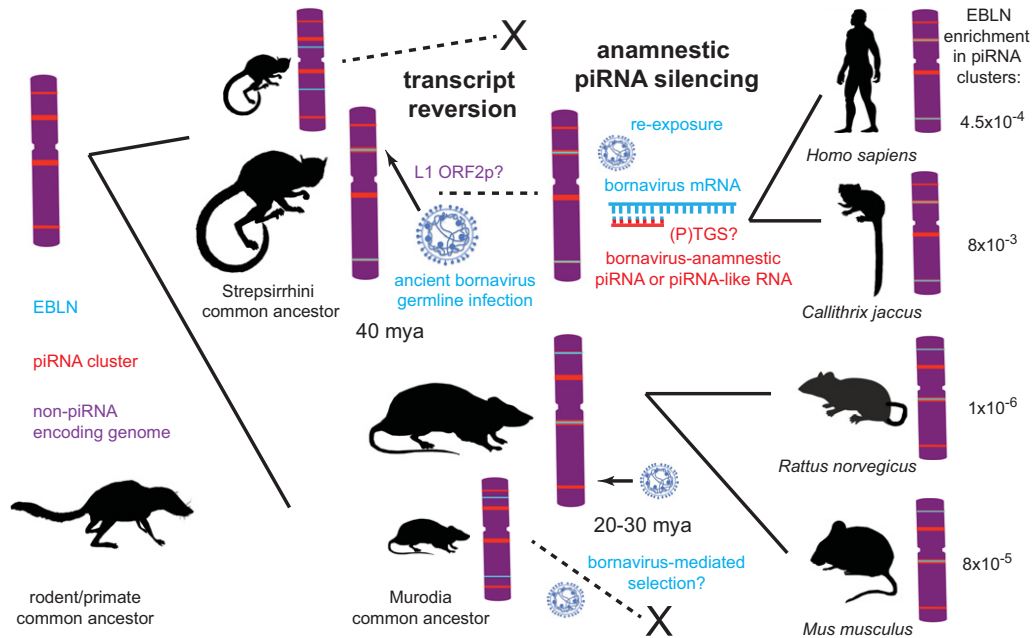 X
transcript
reversion
anamnestic
piRNA silencing
EBLN
enrichment
in piRNA
clusters:
4.5x10⁻⁴
Homo sapiens
re-exposure
L1 ORF2p?
bornavirus mRNA
(P)TGS?
bornavirus-anamnestic
piRNA or piRNA-like RNA
8x10⁻³
Callithrix jaccus
ancient bornavirus
germline infection
Strepsirrhini
common ancestor
40 mya
EBLN
piRNA cluster
non-piRNA
encoding genome
1x10⁻⁶
Rattus norvegicus
20-30 mya
bornavirus-mediated
selection?
X
8x10⁻⁵
Mus musculus
rodent/primate
common ancestor
Murodia
common ancestor